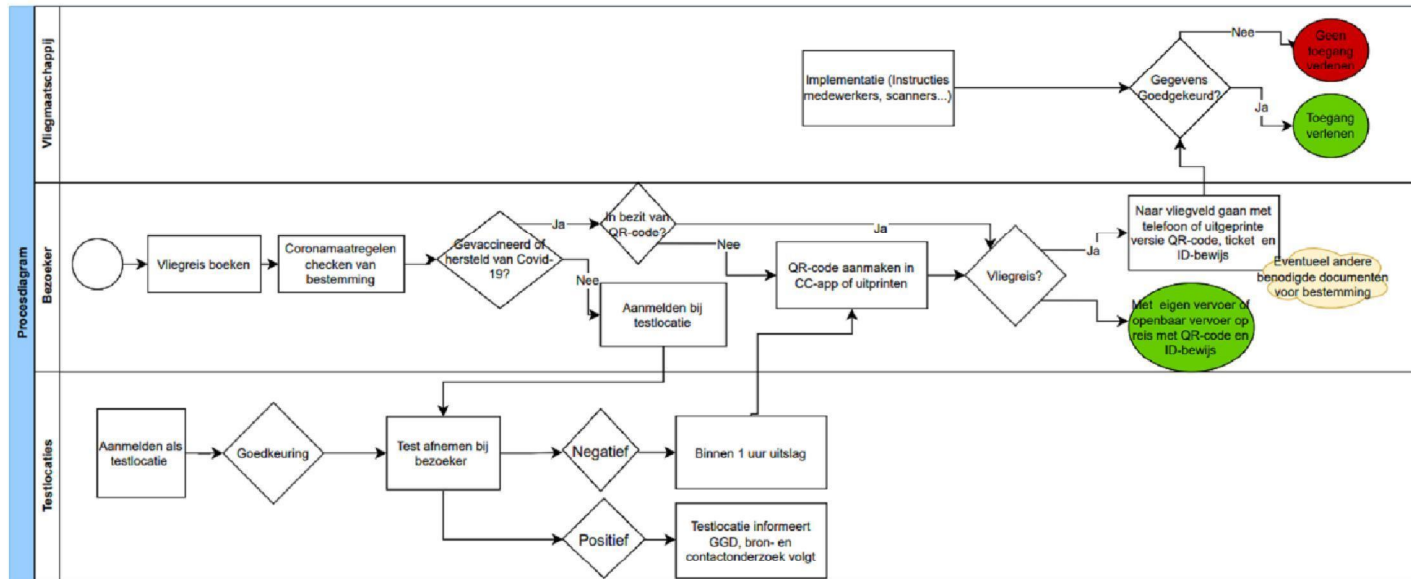 Procesdiagram
Vliegmaatschappij
Implementatie (Instructies
medewerkers, scanners...)
Gegevens
Goedgekeurd?
Nee
Geen
toegang
verlenen
Ja
Toegang
verlenen
Bezoeker
Vliegreis boeken
Coronamaatregelen
checken van
bestemming
Gevaccineerd of
hersteld van Covid-
19?
Ja
Nee
In bezit van
QR-code?
Ja
Nee
Aanmelden bij
testlocatie
QR-code aanmaken in
CC-app of uitprinten
Vliegreis?
Ja
Naar vliegveld gaan met
telefoon of uitgeprinte
versie QR-code, ticket en
ID-bewijs
Eventueel andere
benodigde documenten
voor bestemming
Met eigen vervoer of
openbaar vervoer op
reis met QR-code en
ID-bewijs
Testlocaties
Aanmelden als
testlocatie
Goedkeuring
Test afnemen bij
bezoeker
Negatief
Binnen 1 uur uitslag
Positief
Testlocatie informeert
GGD, bron- en
contactonderzoek volgt